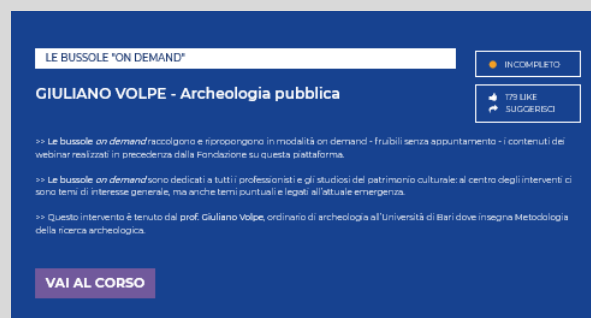 LE BUSSOLE "ON DEMAND"
INCOMPLETO
GIULIANO VOLPE - Archeologia pubblica
179 LIKE
SUGGERISCI
>> Le bussole on demand raccolgono e ripropongono in modalità on demand - fruibili senza appuntamento - i contenuti dei
webinar realizzati in precedenza dalla Fondazione su questa piattaforma.
>> Le bussole on demand sono dedicati a tutti i professionisti e gli studiosi del patrimonio culturale: al centro degli interventi ci
sono temi di interesse generale, ma anche temi puntuali e legati all'attuale emergenza.
>> Questo intervento è tenuto dal prof. Giuliano Volpe, ordinario di archeologia all'Università di Bari dove insegna Metodologia
della ricerca archeologica.
VAI AL CORSO